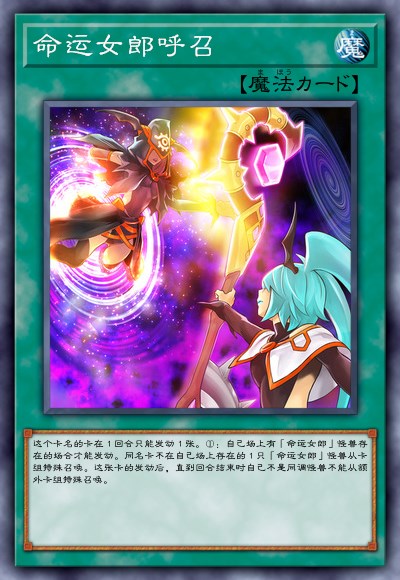 命运女郎呼召
魔
【魔法カード】
ま ほう
这个卡名的卡在1回合只能发动1张。①：自己场上有「命运女郎」怪兽存
在的场合才能发动。同名卡不在自己场上存在的1只「命运女郎」怪兽从卡
组特殊召唤。这张卡的发动后，直到回合结束时自己不是同调怪兽不能从额
外卡组特殊召唤。